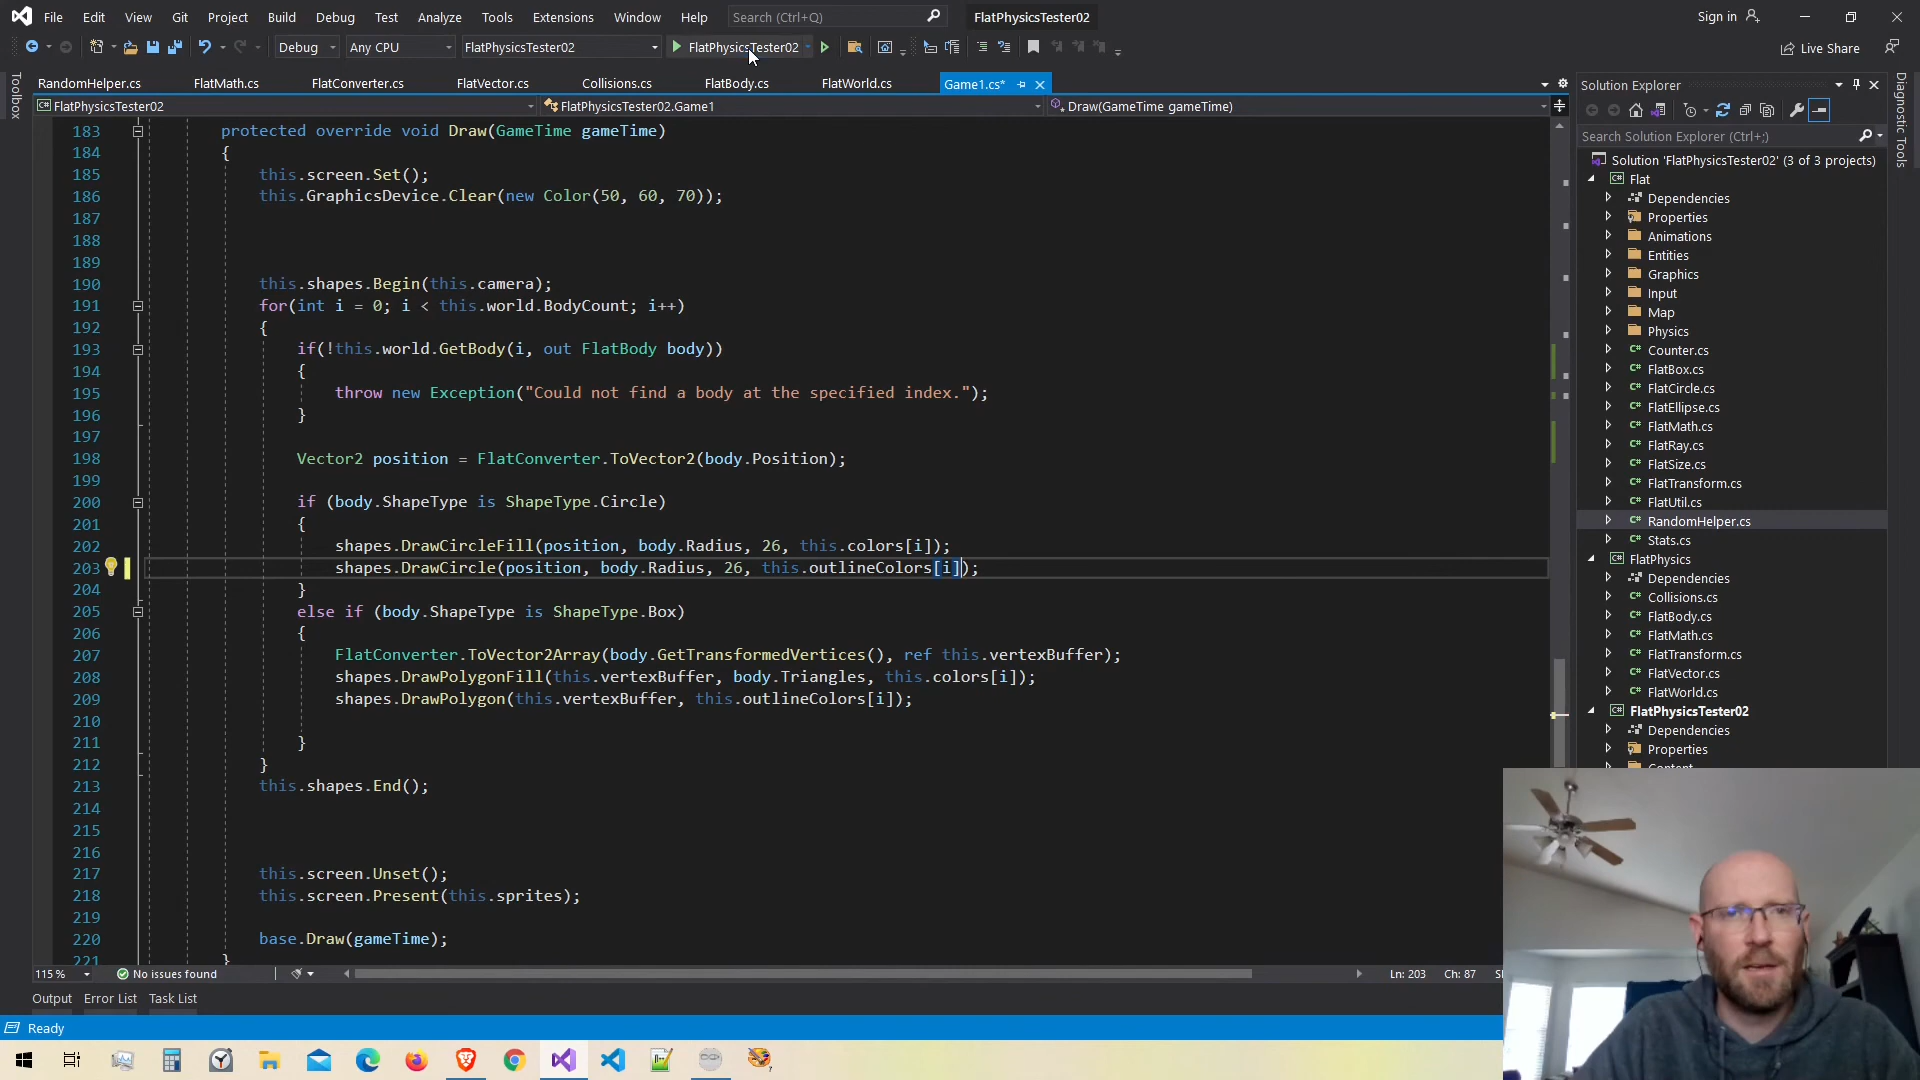 File Edit View Git Project Build Debug Test Analyze Tools Extensions Window Help Search (Ctrl+Q) FlatPhysicsTester02 Sign in
Debug Any CPU FlatPhysicsTester02 FlatPhysicsTester02 Live Share
RandomHelper.cs FlatMath.cs FlatConverter.cs FlatVector.cs Collisions.cs FlatBody.cs FlatWorld.cs Game1.cs*
FlatPhysicsTester02 FlatPhysicsTester02.Game1 Draw(GameTime gameTime)
Toolbox
183 protected override void Draw(GameTime gameTime)
184 {
185 this.screen.Set();
186 this.GraphicsDevice.Clear(new Color(50, 60, 70));
187
188
189
190 this.shapes.Begin(this.camera);
191 for(int i = 0; i < this.world.BodyCount; i++)
192 {
193 if(!this.world.GetBody(i, out FlatBody body))
194 {
195 throw new Exception("Could not find a body at the specified index.");
196 }
197
198 Vector2 position = FlatConverter.ToVector2(body.Position);
199
200 if (body.ShapeType is ShapeType.Circle)
201 {
202 shapes.DrawCircleFill(position, body.Radius, 26, this.colors[i]);
203 shapes.DrawCircle(position, body.Radius, 26, this.outlineColors[i]);
204 }
205 else if (body.ShapeType is ShapeType.Box)
206 {
207 FlatConverter.ToVector2Array(body.GetTransformedVertices(), ref this.vertexBuffer);
208 shapes.DrawPolygonFill(this.vertexBuffer, body.Triangles, this.colors[i]);
209 shapes.DrawPolygon(this.vertexBuffer, this.outlineColors[i]);
210
211 }
212 }
213 this.shapes.End();
214
215
216
217 this.screen.Unset();
218 this.screen.Present(this.sprites);
219
220 base.Draw(gameTime);
221 }
115 % No issues found Ln: 203 Ch: 87
Output Error List Task List
Ready
Solution Explorer
Search Solution Explorer (Ctrl+;)
Solution 'FlatPhysicsTester02' (3 of 3 projects)
Flat
Dependencies
Properties
Animations
Entities
Graphics
Input
Map
Physics
Counter.cs
FlatBox.cs
FlatCircle.cs
FlatEllipse.cs
FlatMath.cs
FlatRay.cs
FlatSize.cs
FlatTransform.cs
FlatUtil.cs
RandomHelper.cs
Stats.cs
FlatPhysics
Dependencies
Collisions.cs
FlatBody.cs
FlatMath.cs
FlatTransform.cs
FlatVector.cs
FlatWorld.cs
FlatPhysicsTester02
Dependencies
Properties
Diagnostic Tools